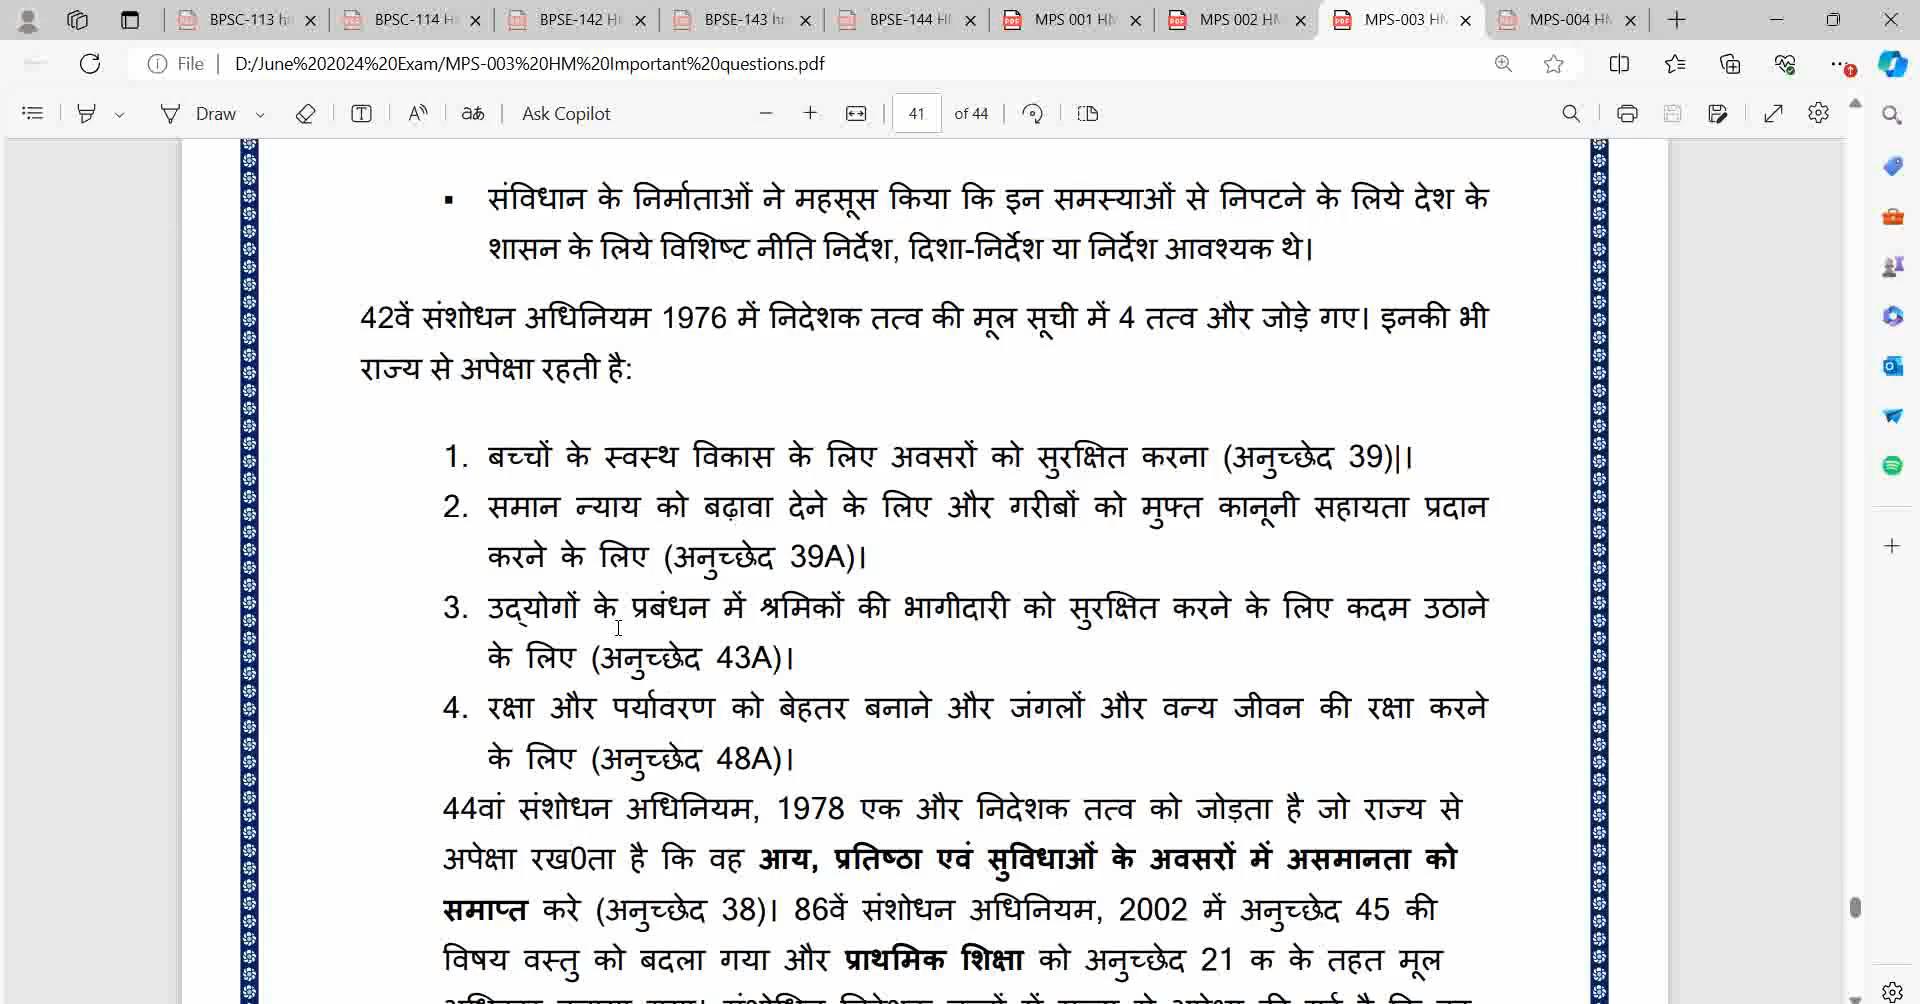 BPSC-113 h
BPSC-114 H
BPSE-142 H
BPSE-143 h
BPSE-144 H
MPS 001 H
MPS 002 H
MPS-003 H
MPS-004 H
File
D:/June%202024%20Exam/MPS-003%20HM%20Important%20questions.pdf
Draw
aあ
Ask Copilot
41 of 44
▪ संविधान के निर्माताओं ने महसूस किया कि इन समस्याओं से निपटने के लिये देश के
शासन के लिये विशिष्ट नीति निर्देश, दिशा-निर्देश या निर्देश आवश्यक थे।
42वें संशोधन अधिनियम 1976 में निदेशक तत्व की मूल सूची में 4 तत्व और जोड़े गए। इनकी भी
राज्य से अपेक्षा रहती है:
1. बच्चों के स्वस्थ विकास के लिए अवसरों को सुरक्षित करना (अनुच्छेद 39)|।
2. समान न्याय को बढ़ावा देने के लिए और गरीबों को मुफ्त कानूनी सहायता प्रदान
करने के लिए (अनुच्छेद 39A)।
3. उद्योगों के प्रबंधन में श्रमिकों की भागीदारी को सुरक्षित करने के लिए कदम उठाने
के लिए (अनुच्छेद 43A)।
4. रक्षा और पर्यावरण को बेहतर बनाने और जंगलों और वन्य जीवन की रक्षा करने
के लिए (अनुच्छेद 48A)।
44वां संशोधन अधिनियम, 1978 एक और निदेशक तत्व को जोड़ता है जो राज्य से
अपेक्षा रख0ता है कि वह आय, प्रतिष्ठा एवं सुविधाओं के अवसरों में असमानता को
समाप्त करे (अनुच्छेद 38)। 86वें संशोधन अधिनियम, 2002 में अनुच्छेद 45 की
विषय वस्तु को बदला गया और प्राथमिक शिक्षा को अनुच्छेद 21 क के तहत मूल